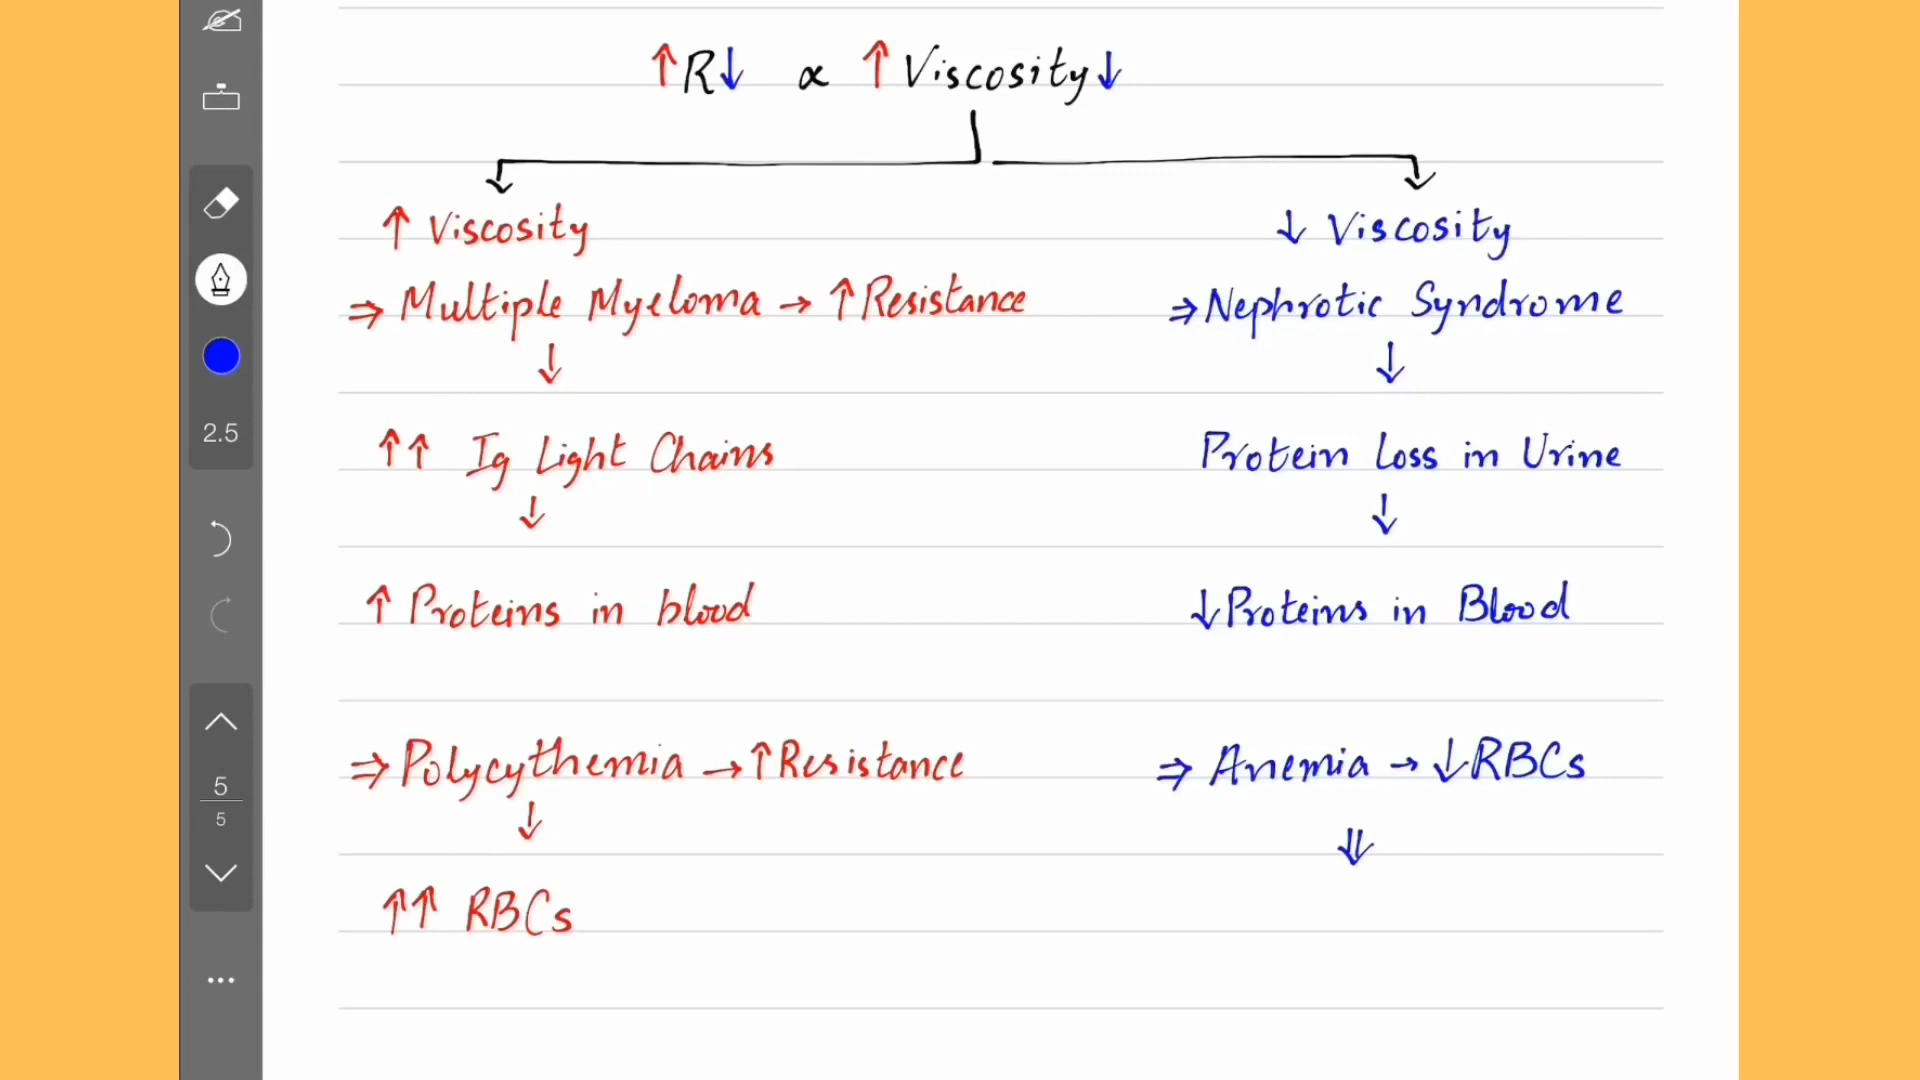 ↑R↓ ∝ ↑Viscosity↓
↑ Viscosity
⇒ Multiple Myeloma → ↑Resistance
↓
↑↑ Ig Light Chains
↓
↑ Proteins in blood
⇒ Polycythemia → ↑Resistance
↓
↑↑ RBCs
↓ Viscosity
⇒ Nephrotic Syndrome
↓
Protein Loss in Urine
↓
↓Proteins in Blood
⇒ Anemia → ↓RBCs
⇓
2.5
5
5